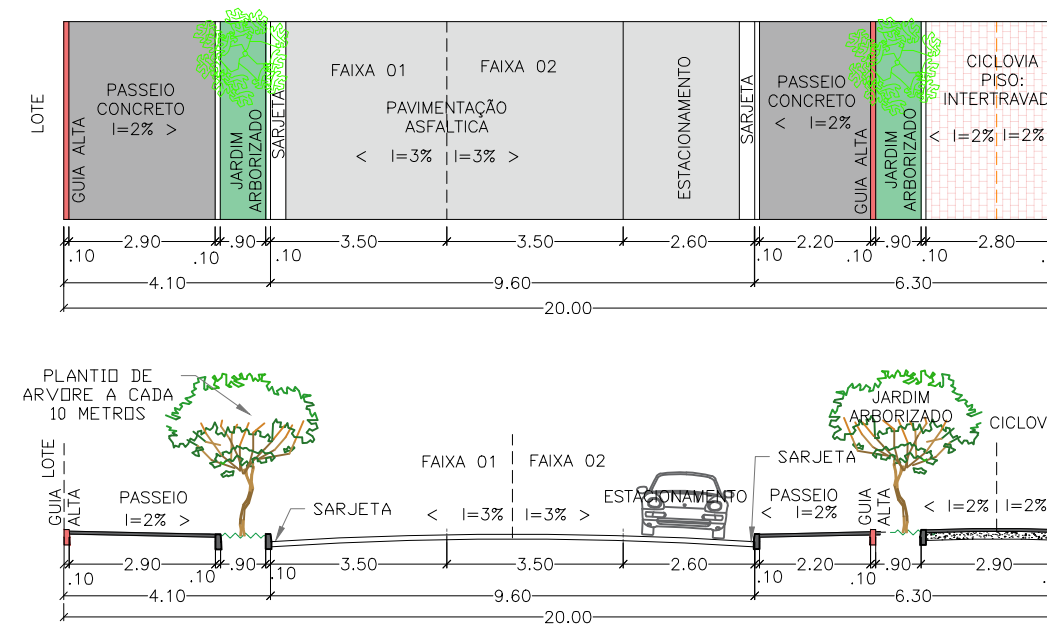 LOTE
GUIA ALTA
PASSEIO
CONCRETO
I=2% >
JARDIM
ARBORIZADO
SARJETA
FAIXA 01
FAIXA 02
PAVIMENTAÇÃO
ASFALTICA
< I=3%
I=3% >
ESTACIONAMENTO
SARJETA
PASSEIO
CONCRETO
< I=2%
GUIA ALTA
JARDIM
ARBORIZADO
CICLOVIA
PISO:
INTERTRAVAD
< I=2%
I=2%
2.90 .90 3.50 3.50 2.60 2.20 .90 2.80
.10 .10 .10 .10 .10 .10 .
4.10 9.60 6.30
20.00
PLANTIO DE
ARVORE A CADA
10 METROS
LOTE
GUIA
ALTA
PASSEIO
I=2% >
SARJETA
FAIXA 01
FAIXA 02
< I=3%
I=3% >
ESTACIONAMENTO
SARJETA
PASSEIO
< I=2%
GUIA
ALTA
JARDIM
ARBORIZADO
CICLOV
< I=2%
I=2%
2.90 .10 .90 3.50 3.50 2.60 2.20 .90 2.90
.10 .10 .10 .10 .10 .
4.10 9.60 6.30
20.00